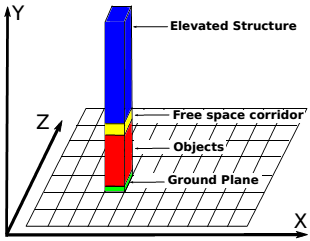 Y
Elevated Structure
Free space corridor
Z
Objects
Ground Plane
X